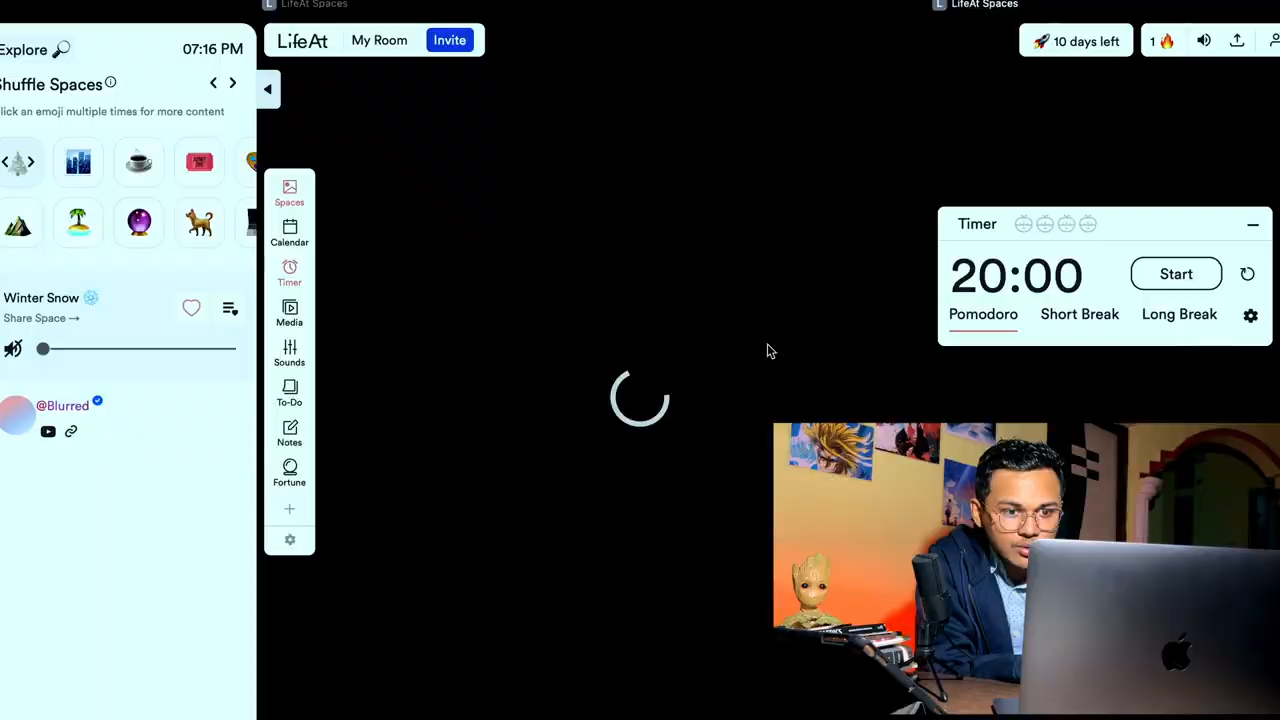 LifeAt Spaces
LifeAt Spaces
Explore
07:16 PM
LifeAt
My Room
Invite
10 days left
1
Shuffle Spaces
lick an emoji multiple times for more content
ADMIT ONE
Winter Snow
Share Space →
@Blurred
Spaces
Calendar
Timer
Media
Sounds
To-Do
Notes
Fortune
Timer
20:00
Start
Pomodoro
Short Break
Long Break